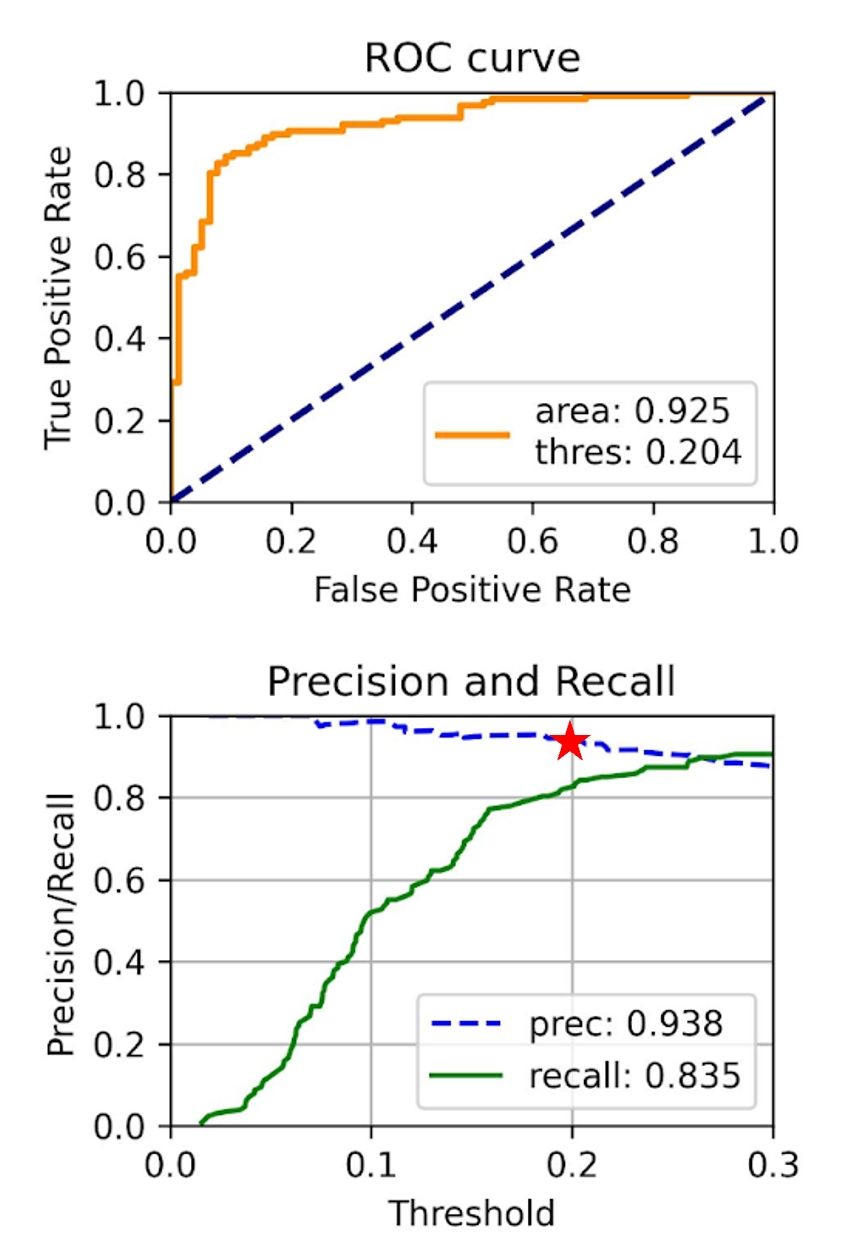 ROC curve
1.0
0.8
0.6
0.4
0.2
0.0
True Positive Rate
area: 0.925
thres: 0.204
0.0 0.2 0.4 0.6 0.8 1.0
False Positive Rate
Precision and Recall
1.0
0.8
0.6
0.4
0.2
0.0
Precision/Recall
prec: 0.938
recall: 0.835
0.0 0.1 0.2 0.3
Threshold